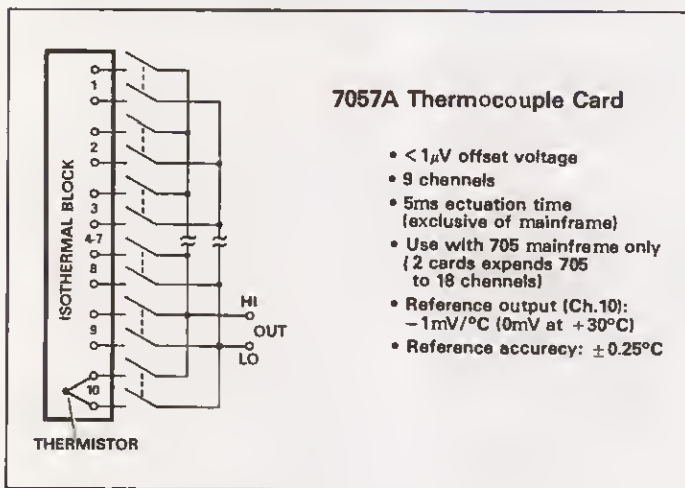 7057A Thermocouple Card
• < 1µV offset voltage
• 9 channels
• 5ms actuation time
(exclusive of mainframe)
• Use with 705 mainframe only
(2 cards expends 705
to 18 channels)
• Reference output (Ch.10):
−1mV/°C (0mV at +30°C)
• Reference accurecy: ±0.25°C
ISOTHERMAL BLOCK
1
2
3
4-7
8
9
10
HI
OUT
LO
THERMISTOR